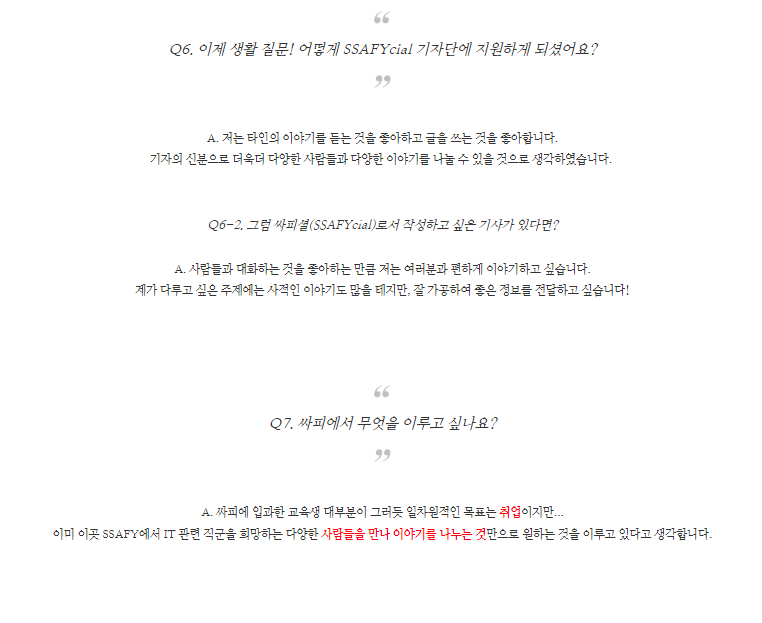 “
Q6. 이제 생활 질문! 어떻게 SSAFYcial 기자단에 지원하게 되셨어요?
”
A. 저는 타인의 이야기를 듣는 것을 좋아하고 글을 쓰는 것을 좋아합니다.
기자의 신분으로 더욱더 다양한 사람들과 다양한 이야기를 나눌 수 있을 것으로 생각하였습니다.
Q6-2. 그럼 싸피셜(SSAFYcial)로서 작성하고 싶은 기사가 있다면?
A. 사람들과 대화하는 것을 좋아하는 만큼 저는 여러분과 편하게 이야기하고 싶습니다.
제가 다루고 싶은 주제에는 사적인 이야기도 많을 테지만, 잘 가공하여 좋은 정보를 전달하고 싶습니다!
“
Q7. 싸피에서 무엇을 이루고 싶나요?
”
A. 싸피에 입과한 교육생 대부분이 그러듯 일차원적인 목표는 취업이지만...
이미 이곳 SSAFY에서 IT 관련 직군을 희망하는 다양한 사람들을 만나 이야기를 나누는 것만으로 원하는 것을 이루고 있다고 생각합니다.